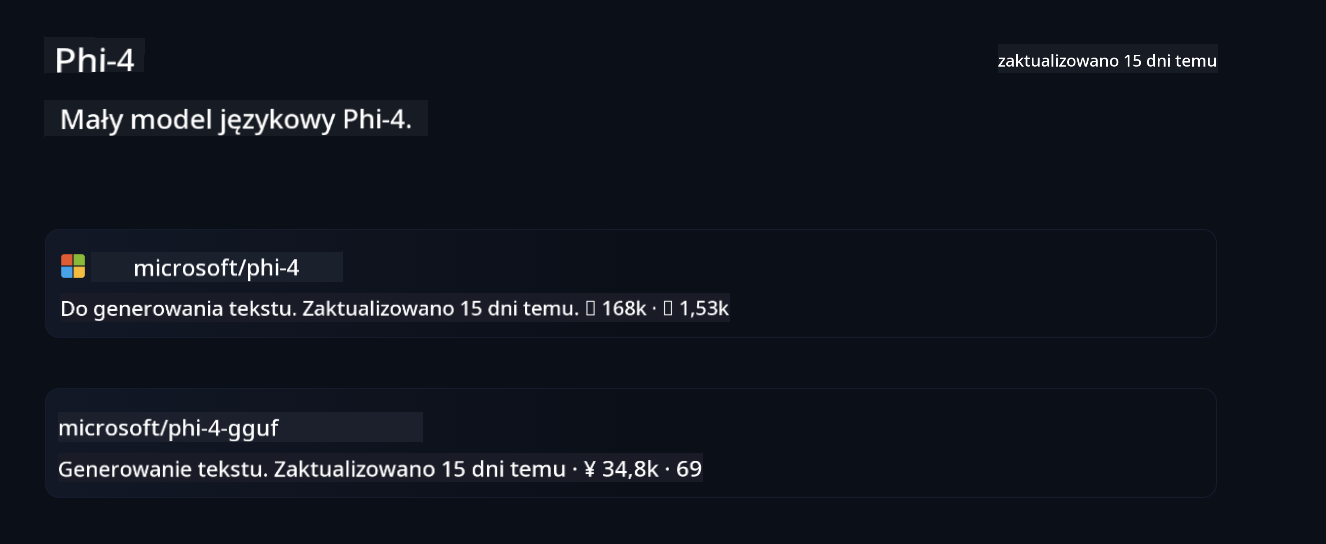 Phi-4
zaktualizowano 15 dni temu
Mały model językowy Phi-4.
microsoft/phi-4
Do generowania tekstu. Zaktualizowano 15 dni temu. ▯ 168k · ▯ 1,53k
microsoft/phi-4-gguf
Generowanie tekstu. Zaktualizowano 15 dni temu · ¥ 34,8k · 69